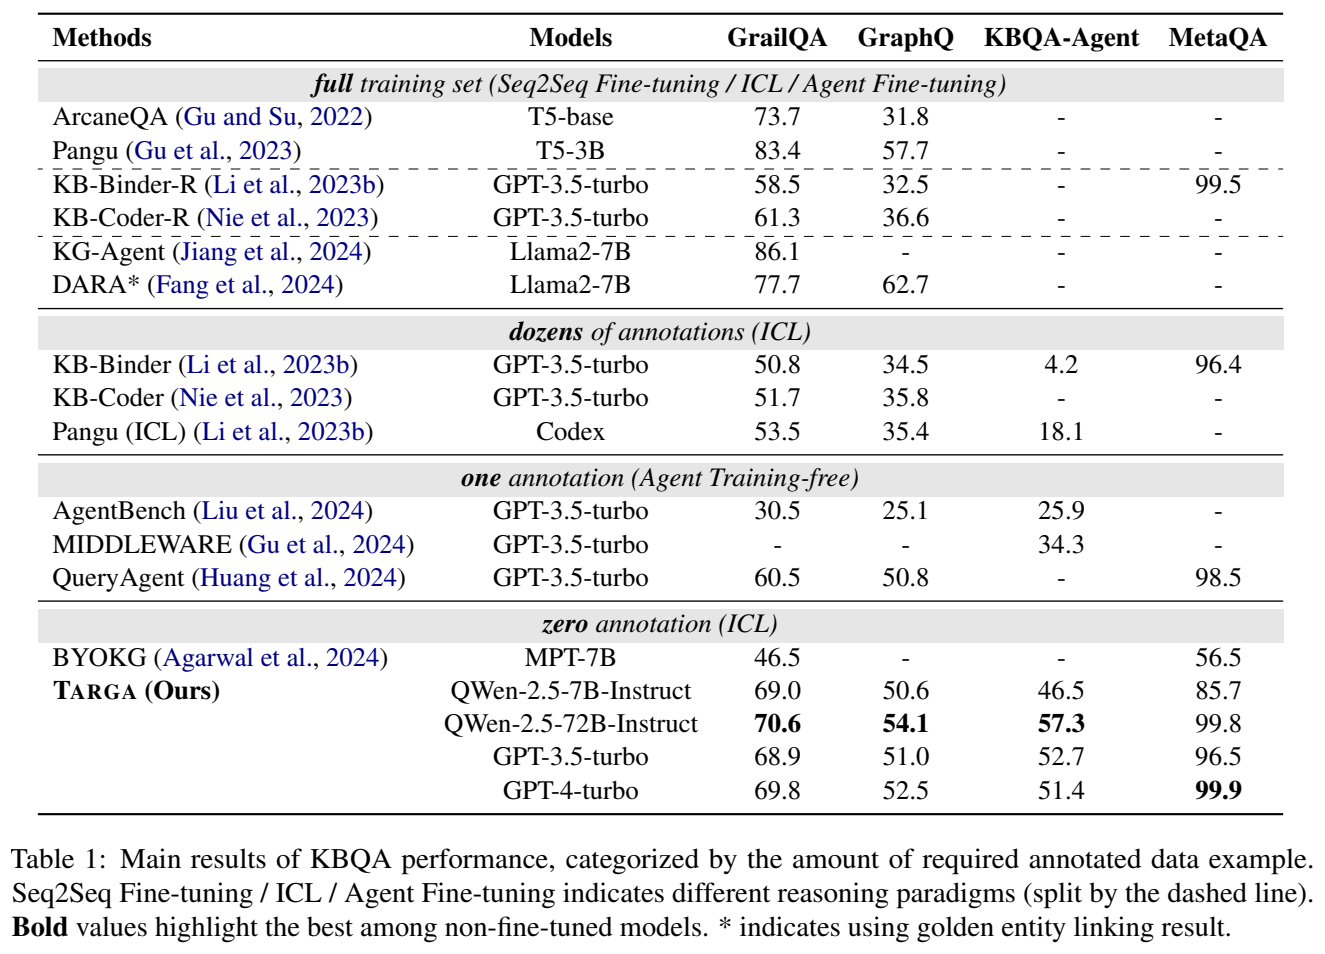 Methods Models GrailQA GraphQ KBQA-Agent MetaQA
full training set (Seq2Seq Fine-tuning / ICL / Agent Fine-tuning)
ArcaneQA (Gu and Su, 2022) T5-base 73.7 31.8 - -
Pangu (Gu et al., 2023) T5-3B 83.4 57.7 - -
KB-Binder-R (Li et al., 2023b) GPT-3.5-turbo 58.5 32.5 - 99.5
KB-Coder-R (Nie et al., 2023) GPT-3.5-turbo 61.3 36.6 - -
KG-Agent (Jiang et al., 2024) Llama2-7B 86.1 - - -
DARA* (Fang et al., 2024) Llama2-7B 77.7 62.7 - -
dozens of annotations (ICL)
KB-Binder (Li et al., 2023b) GPT-3.5-turbo 50.8 34.5 4.2 96.4
KB-Coder (Nie et al., 2023) GPT-3.5-turbo 51.7 35.8 - -
Pangu (ICL) (Li et al., 2023b) Codex 53.5 35.4 18.1 -
one annotation (Agent Training-free)
AgentBench (Liu et al., 2024) GPT-3.5-turbo 30.5 25.1 25.9 -
MIDDLEWARE (Gu et al., 2024) GPT-3.5-turbo - - 34.3 -
QueryAgent (Huang et al., 2024) GPT-3.5-turbo 60.5 50.8 - 98.5
zero annotation (ICL)
BYOKG (Agarwal et al., 2024) MPT-7B 46.5 - - 56.5
TARGA (Ours) QWen-2.5-7B-Instruct 69.0 50.6 46.5 85.7
QWen-2.5-72B-Instruct 70.6 54.1 57.3 99.8
GPT-3.5-turbo 68.9 51.0 52.7 96.5
GPT-4-turbo 69.8 52.5 51.4 99.9
Table 1: Main results of KBQA performance, categorized by the amount of required annotated data example.
Seq2Seq Fine-tuning / ICL / Agent Fine-tuning indicates different reasoning paradigms (split by the dashed line).
Bold values highlight the best among non-fine-tuned models. * indicates using golden entity linking result.